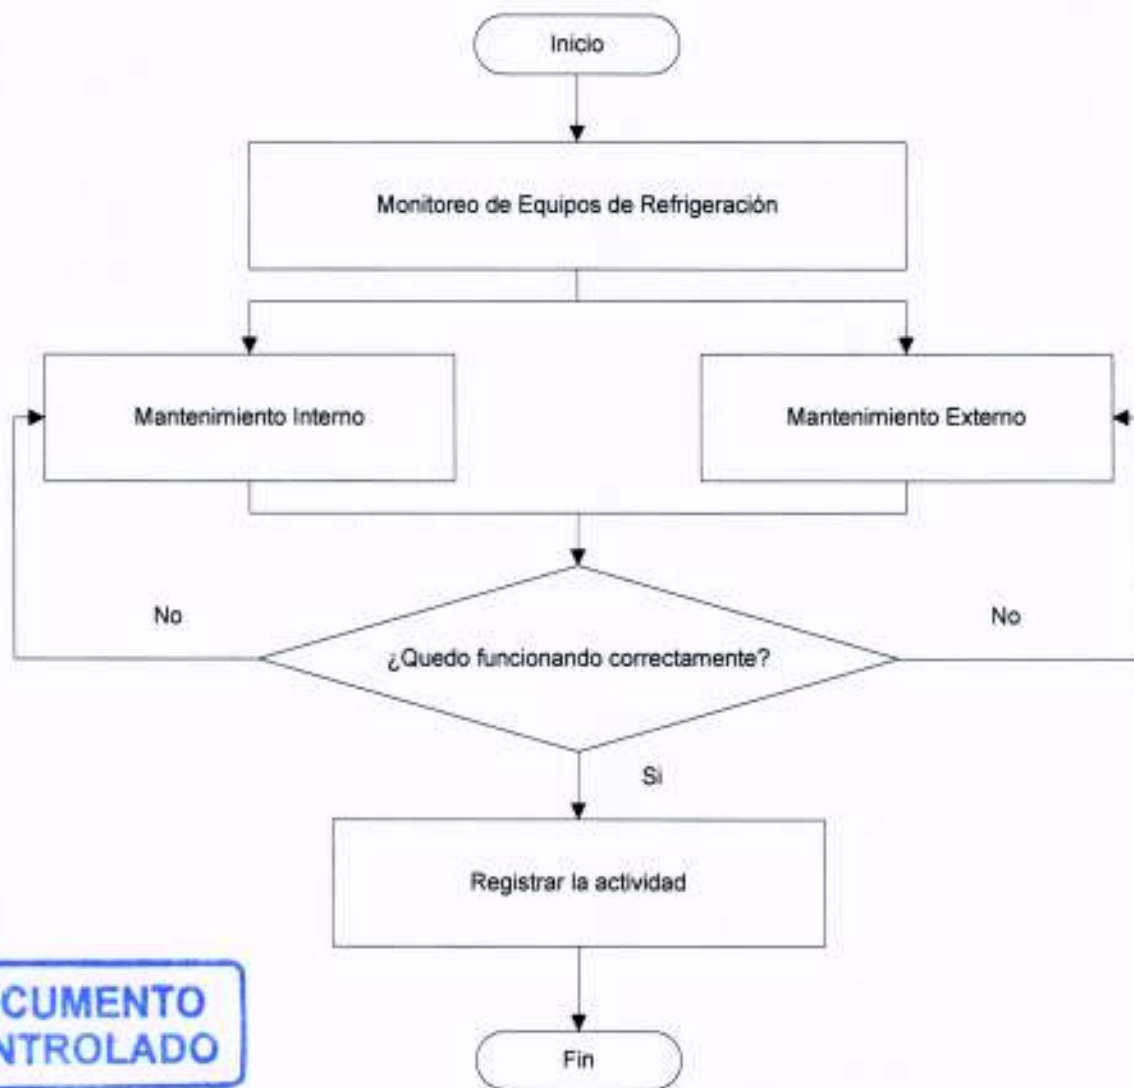 Inicio
Monitoreo de Equipos de Refrigeración
Mantenimiento Interno
Mantenimiento Externo
No
No
¿Quedo funcionando correctamente?
Si
Registrar la actividad
CUMENTO
NTROLADO
Fin